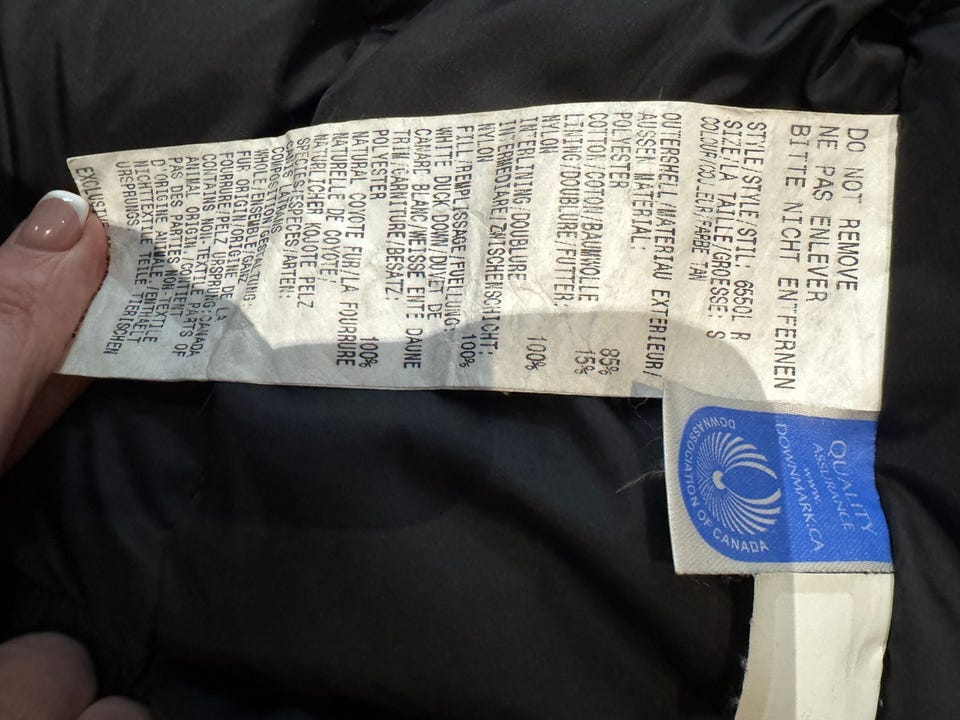 DO NOT REMOVE
NE PAS ENLEVER
BITTE NICHT ENTFERNEN
STYLE/STYLE/STIL: 6550L R
SIZE/LA TAILLE/GROESSE: S
COLOUR/COULEUR/FARBE TAN
OUTERSHELL/MATERIAU EXTERIEUR/
AUSSEN MATERIAL:
POLYESTER 85%
COTTON/COTON/BAUMWOLLE 15%
LINING/DOUBLURE/FUTTER:
NYLON 100%
INTERLINING/DOUBLURE
INTERMEDIARE/ZWISCHENSCHICHT:
NYLON 100%
FILL/REMPLISSAGE/FUELLUNG:
WHITE DUCK DOWN/DUVET DE
CANARD BLANC/WEISSE ENTE DAUNE
TRIM/GARNITURE/BESATZ:
POLYESTER 100%
NATURAL COYOTE FUR/LA FOURRURE
NATURELLE DE COYOTE/
NATÜRLICHER KOJOTE PELZ
SPECIES/ESPECES/ARTEN:
WHOLE/ENSEMBLE/GANZ
FUR ORIGIN/ORIGINE DE LA
FOURRURE/PELZ URSPRUNG:CANADA
CONTAINS NON-TEXTILE PARTS OF
ANIMAL ORIGIN/CONTIENT
PAS DES PARTIES NON TEXTILE
D'ORIGINE ANIMALE/ENTHAELT
NICHTTEXTILE TEILE TIERISCHEN
URSPRUNGS
QUALITY
ASSURANCE
www.
DOWNMARK.CA
DOWN ASSOCIATION OF CANADA